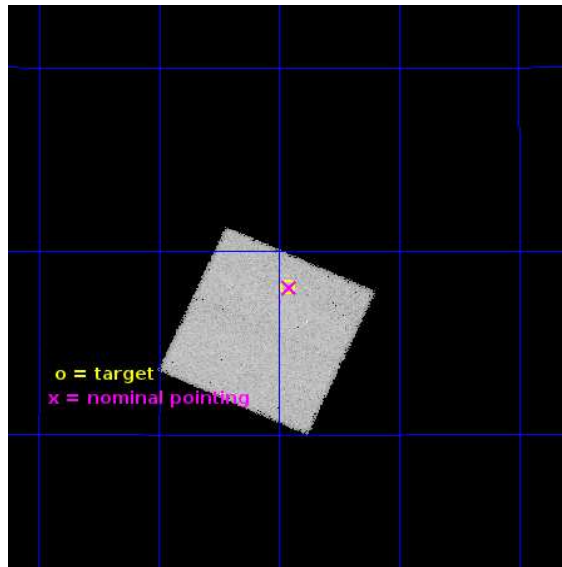 o = target
x = nominal pointing